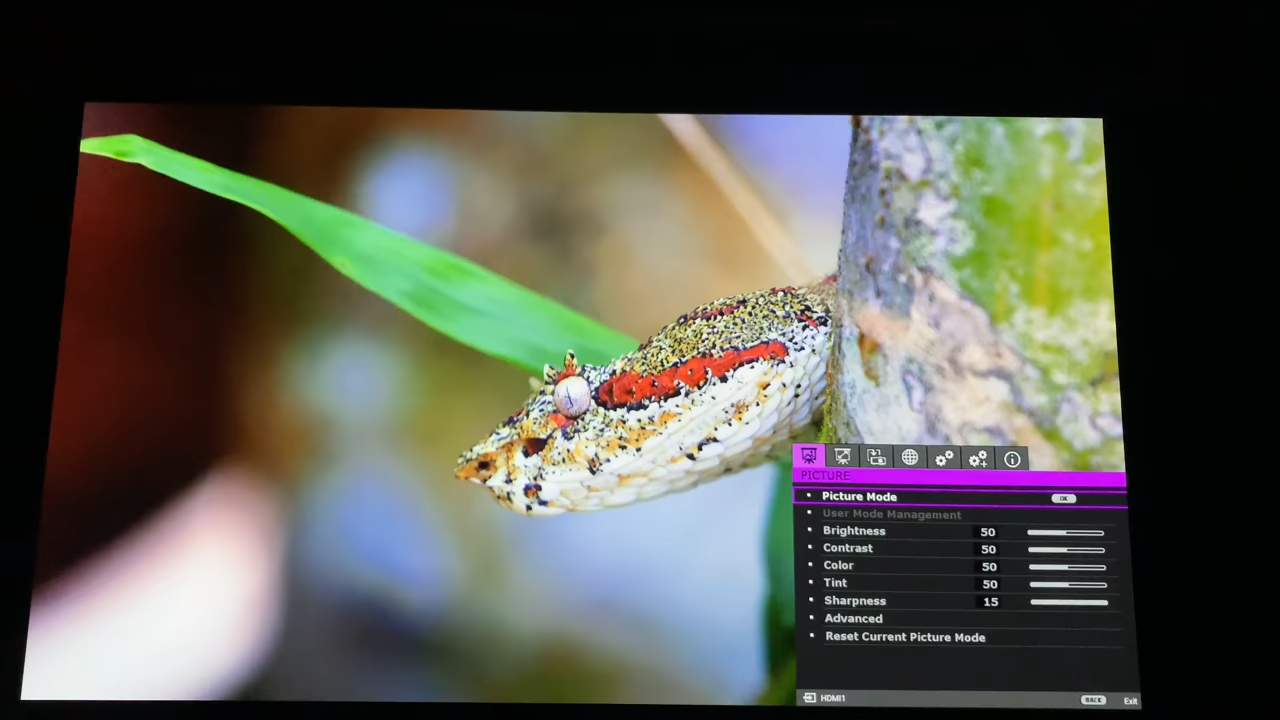 PICTURE
Picture Mode OK
User Mode Management
Brightness 50
Contrast 50
Color 50
Tint 50
Sharpness 15
Advanced
Reset Current Picture Mode
HDMI1 BACK Exit